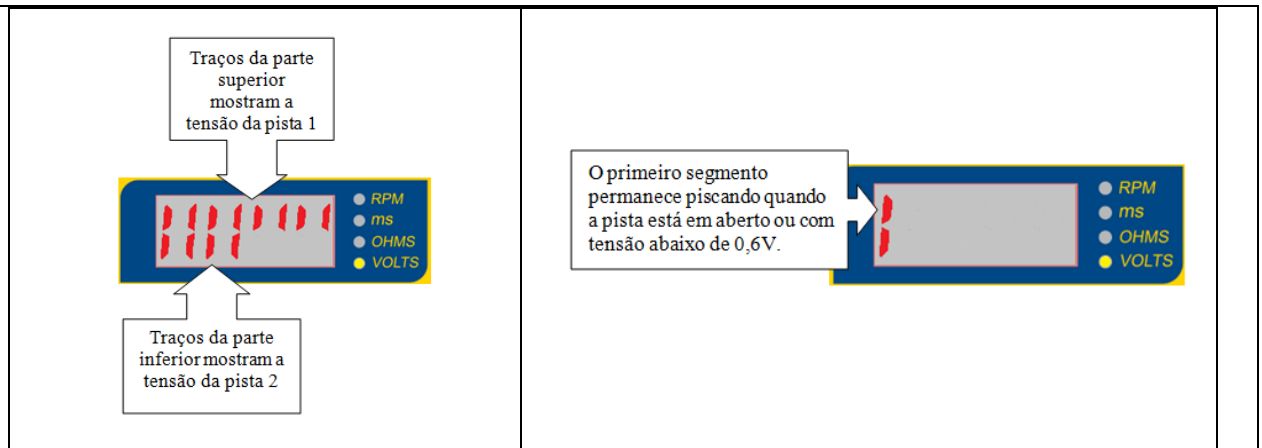 Traços da parte
superior
mostram a
tensão da pista 1
RPM
ms
OHMS
VOLTS
Traços da parte
inferior mostram a
tensão da pista 2
O primeiro segmento
permanece piscando quando
a pista está em aberto ou com
tensão abaixo de 0,6V.
RPM
ms
OHMS
VOLTS